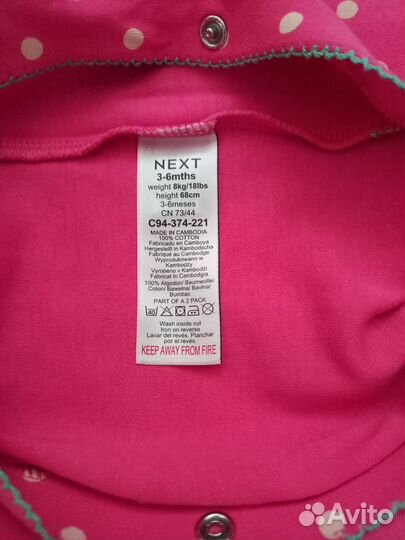 NEXT
3-6mths
weight 8kg/18lbs
height 68cm
3-6meses
CN 73/44
C94-374-221
MADE IN CAMBODIA
100% COTTON
Fabricado en Camboya
Hergestellt in Kambodscha
Fabriqué au Cambodge
Wyprodukowano w
Kambodży
Vyrobeno v Kambodži
Fabricat in Cambodgia
100% Algodon/ Baumwolle/
Coton/ Bawełna/ Bavlna/
Bumbac
PART OF A 2 PACK
40
Wash inside out
Iron on reverse
Lavar del revés. Planchar
por el revés.
KEEP AWAY FROM FIRE
Avito